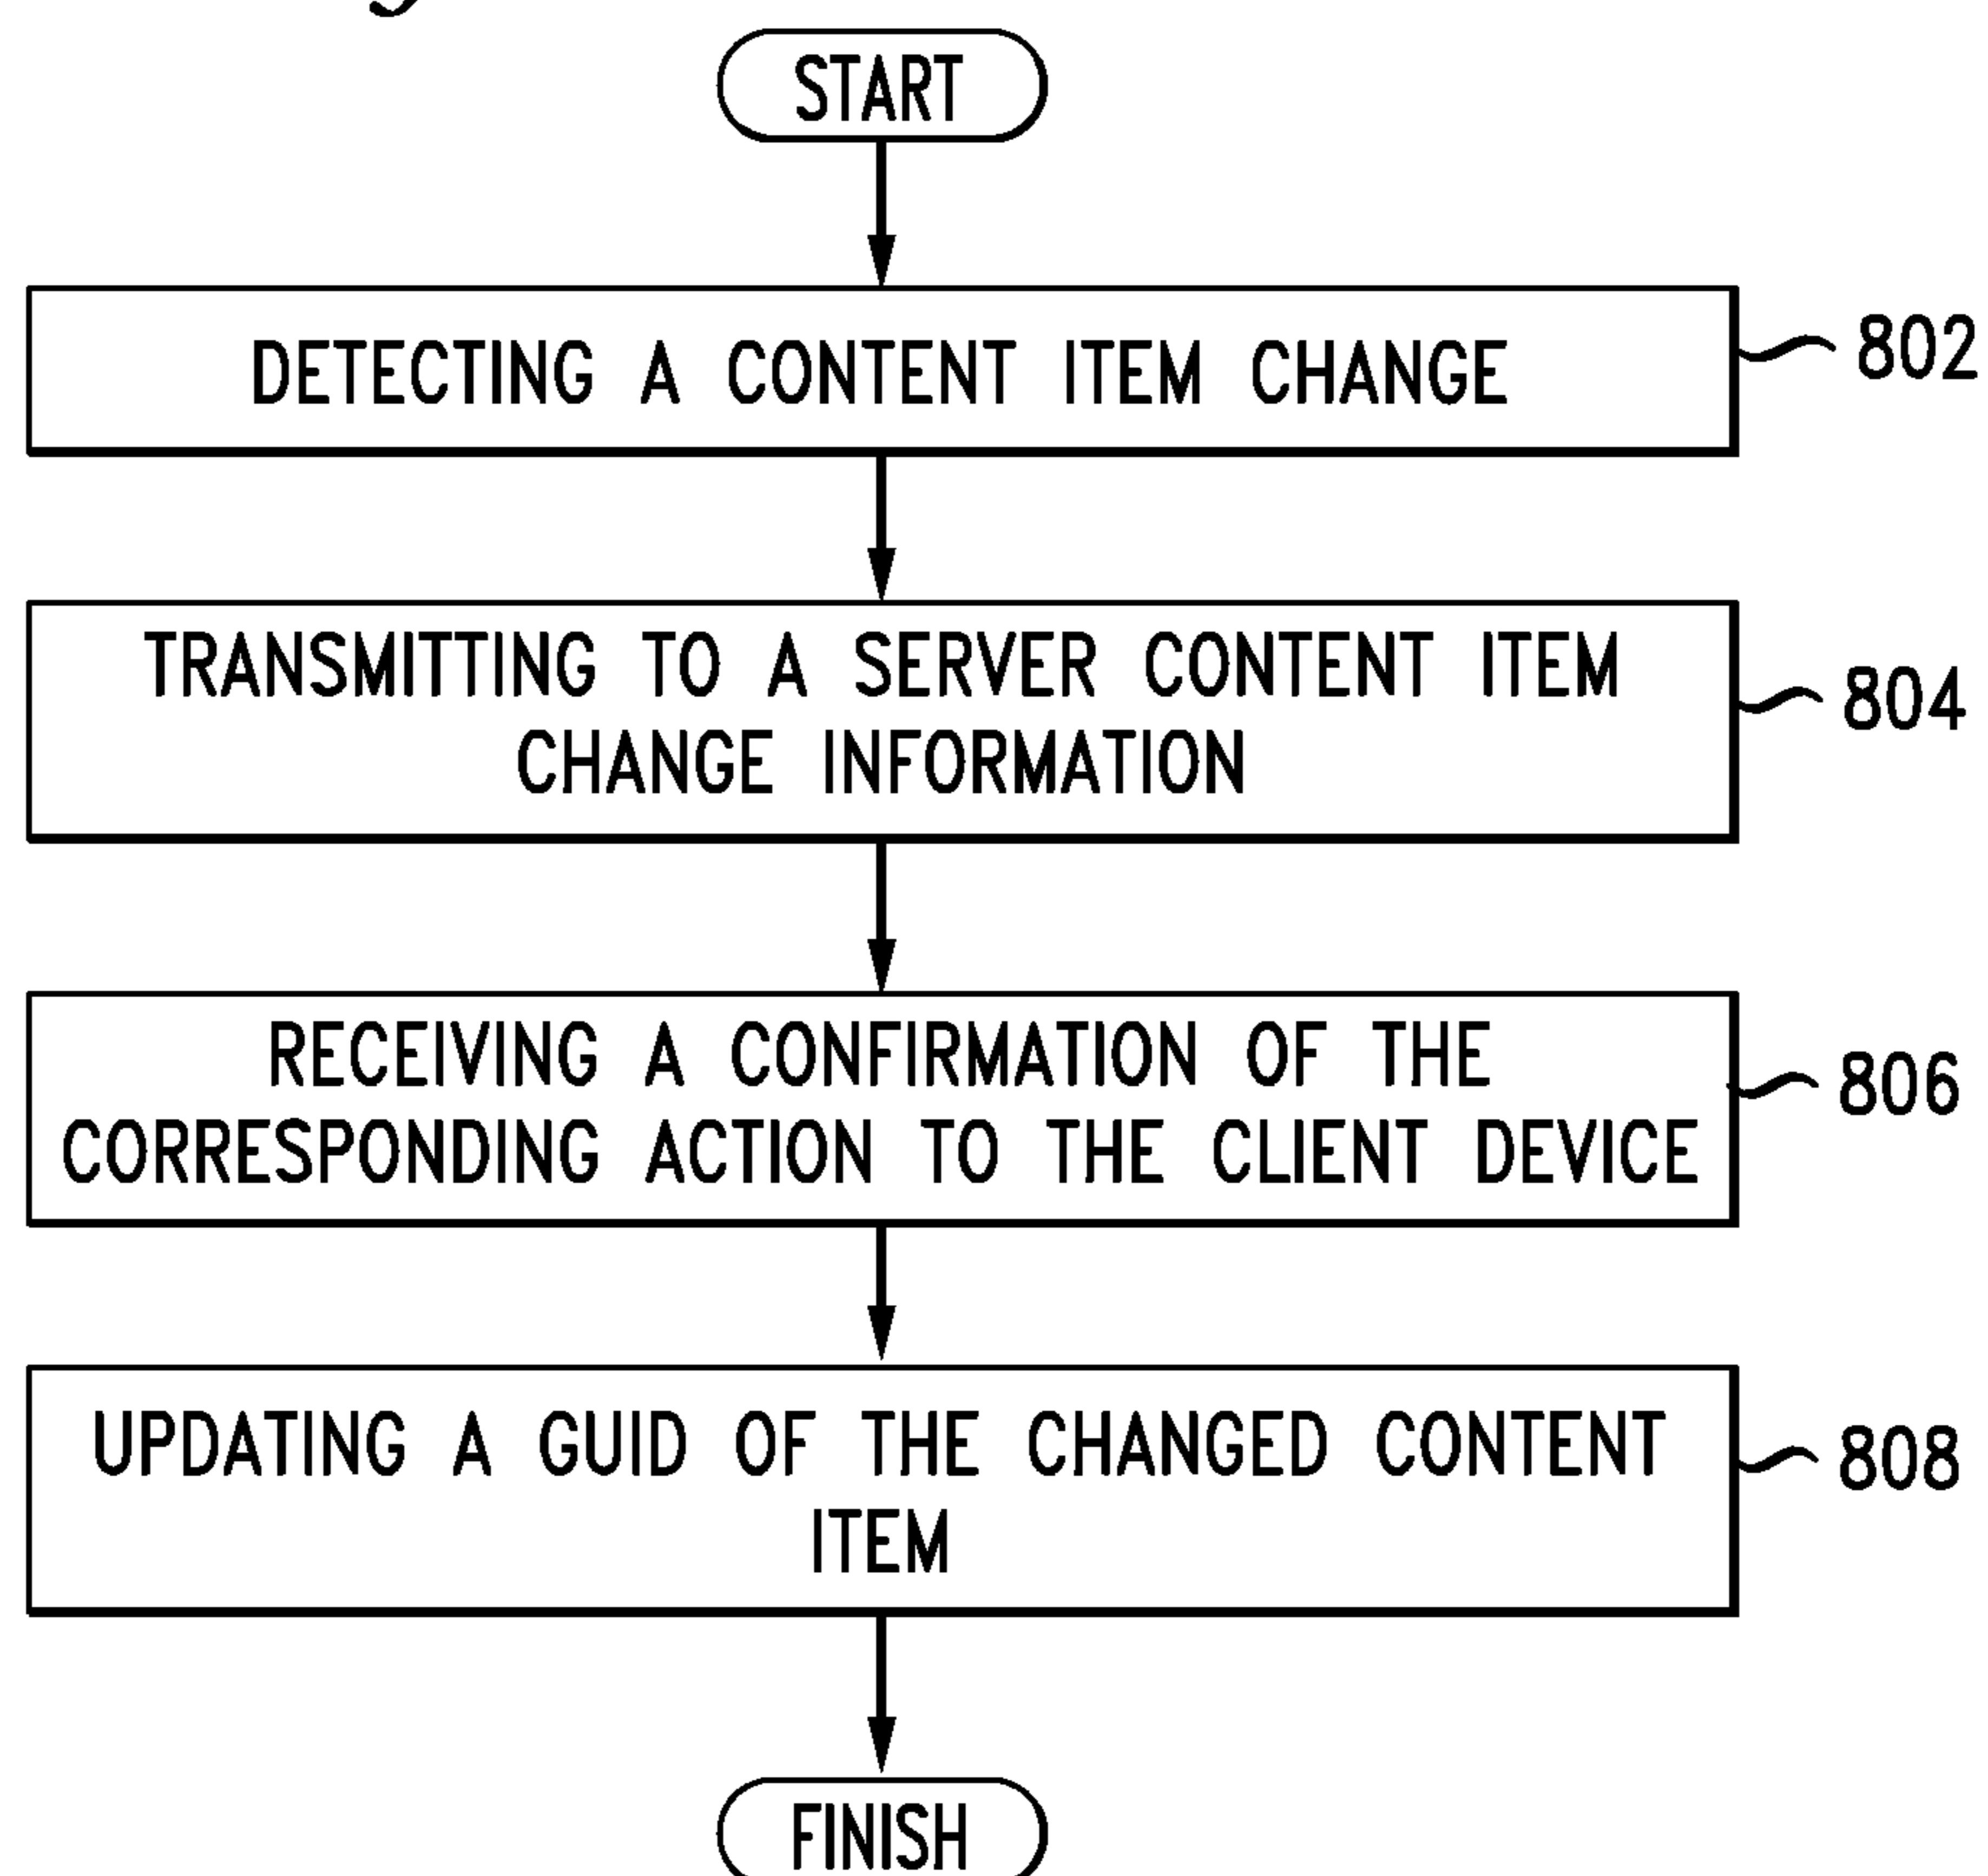 START
DETECTING A CONTENT ITEM CHANGE
802
TRANSMITTING TO A SERVER CONTENT ITEM
CHANGE INFORMATION
804
RECEIVING A CONFIRMATION OF THE
CORRESPONDING ACTION TO THE CLIENT DEVICE
806
UPDATING A GUID OF THE CHANGED CONTENT
ITEM
808
FINISH